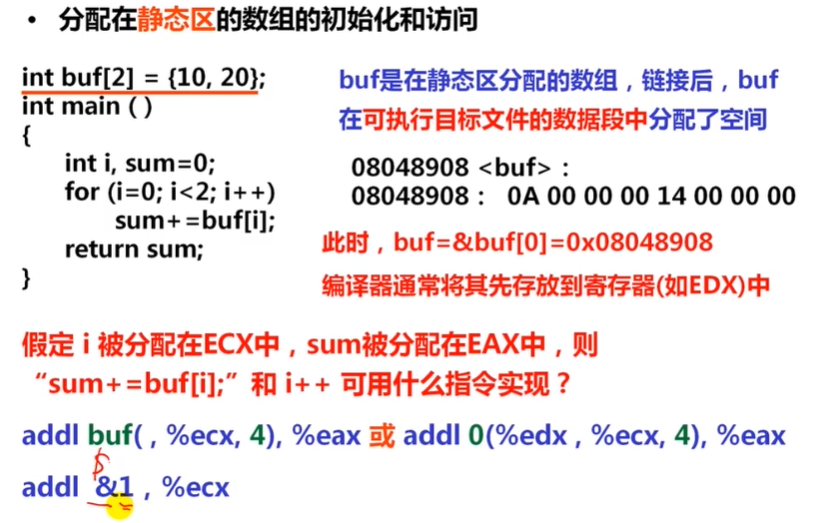 • 分配在静态区的数组的初始化和访问
int buf[2] = {10, 20};
int main ( )
{
int i, sum=0;
for (i=0; i<2; i++)
sum+=buf[i];
return sum;
}
buf是在静态区分配的数组，链接后，buf
在可执行目标文件的数据段中分配了空间
08048908 <buf>：
08048908： 0A 00 00 00 14 00 00 00
此时，buf=&buf[0]=0x08048908
编译器通常将其先存放到寄存器(如EDX)中
假定 i 被分配在ECX中，sum被分配在EAX中，则
“sum+=buf[i];”和 i++ 可用什么指令实现？
addl buf( , %ecx, 4), %eax 或 addl 0(%edx , %ecx, 4), %eax
$
addl &1 , %ecx